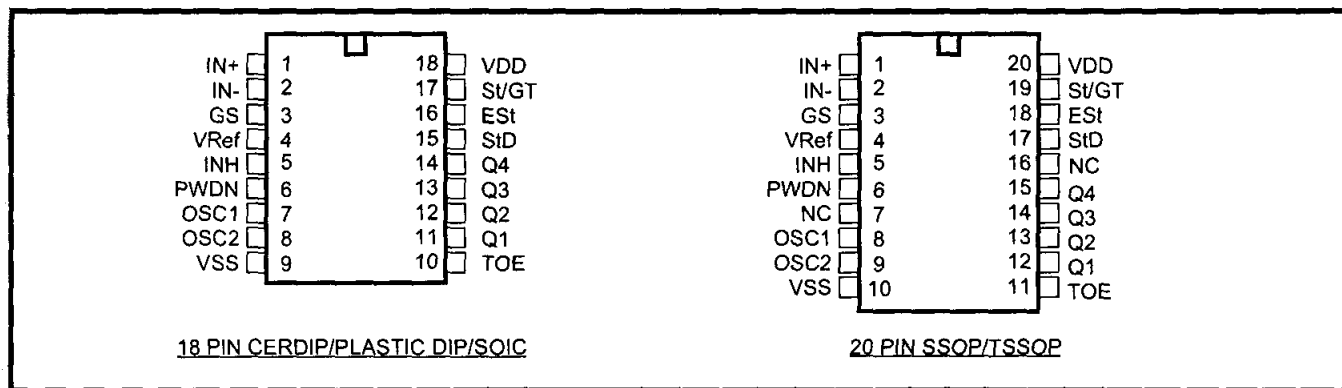 IN+ 1 18 VDD
IN- 2 17 St/GT
GS 3 16 ESt
VRef 4 15 StD
INH 5 14 Q4
PWDN 6 13 Q3
OSC1 7 12 Q2
OSC2 8 11 Q1
VSS 9 10 TOE
18 PIN CERDIP/PLASTIC DIP/SOIC
IN+ 1 20 VDD
IN- 2 19 St/GT
GS 3 18 ESt
VRef 4 17 StD
INH 5 16 NC
PWDN 6 15 Q4
NC 7 14 Q3
OSC1 8 13 Q2
OSC2 9 12 Q1
VSS 10 11 TOE
20 PIN SSOP/TSSOP